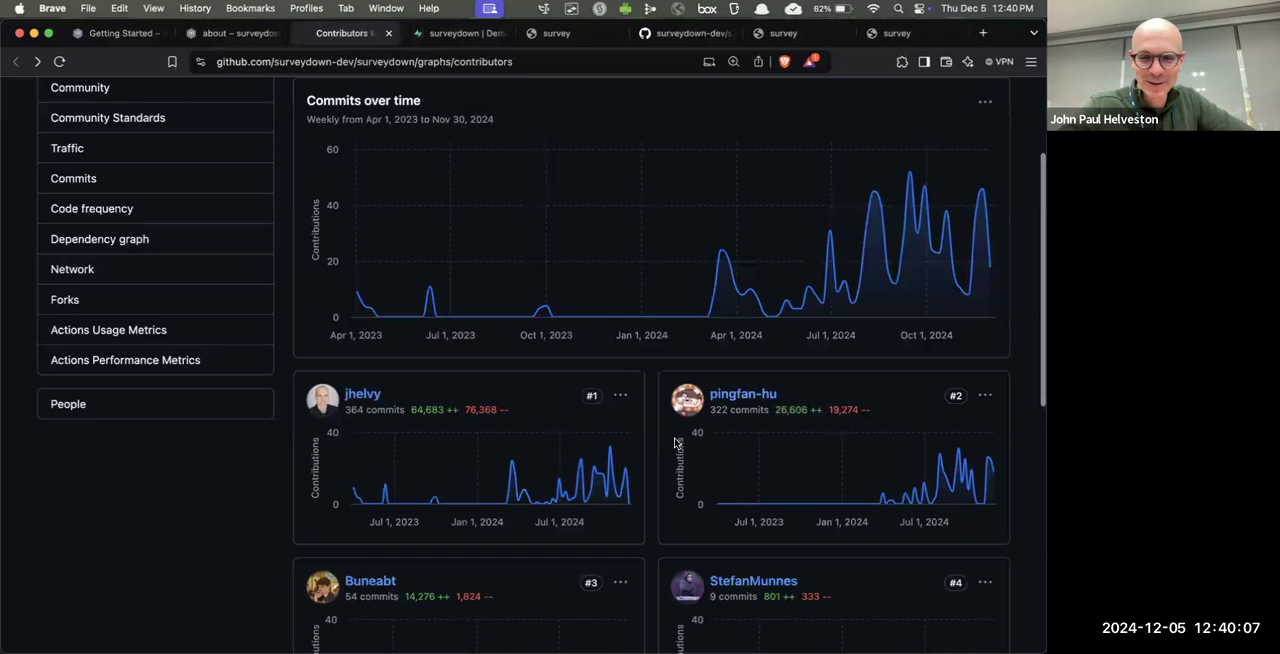 Brave File Edit View History Bookmarks Profiles Tab Window Help box 62% Thu Dec 5 12:40 PM
Getting Started – about – surveydow Contributors t surveydown | Dem survey surveydown-dev/s survey survey
github.com/surveydown-dev/surveydown/graphs/contributors VPN
Community
Community Standards
Traffic
Commits
Code frequency
Dependency graph
Network
Forks
Actions Usage Metrics
Actions Performance Metrics
People
Commits over time
Weekly from Apr 1, 2023 to Nov 30, 2024
Contributions
60
40
20
0
Apr 1, 2023 Jul 1, 2023 Oct 1, 2023 Jan 1, 2024 Apr 1, 2024 Jul 1, 2024 Oct 1, 2024
jhelvy #1
364 commits 64,683 ++ 76,368 --
Contributions
40
0
Jul 1, 2023 Jan 1, 2024 Jul 1, 2024
pingfan-hu #2
322 commits 26,606 ++ 19,274 --
Contributions
40
0
Jul 1, 2023 Jan 1, 2024 Jul 1, 2024
Buneabt #3
54 commits 14,276 ++ 1,824 --
40
StefanMunnes #4
9 commits 801 ++ 333 --
40
John Paul Helveston
2024-12-05 12:40:07